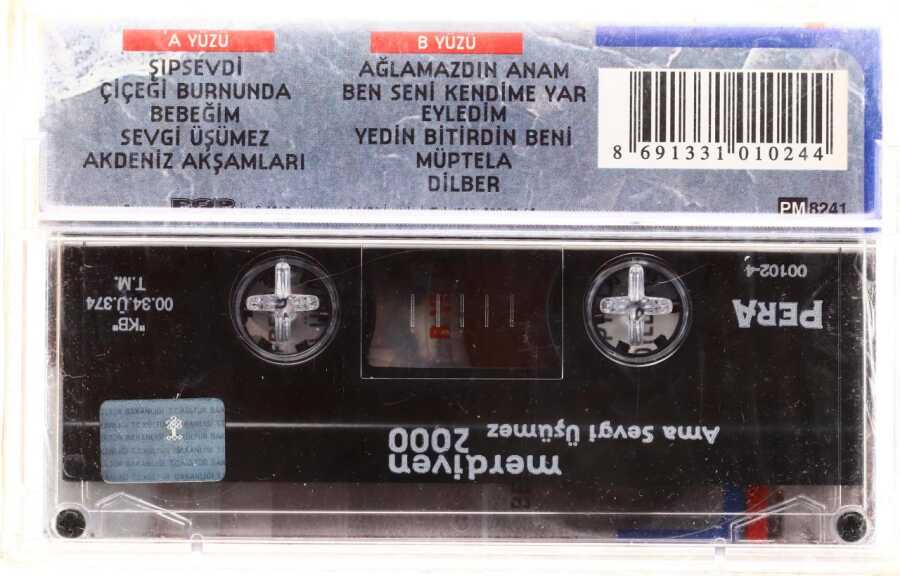 A YÜZÜ
ŞIPSEVDİ
ÇİÇEĞİ BURNUNDA
BEBEĞİM
SEVGİ ÜŞÜMEZ
AKDENİZ AKŞAMLARI
B YÜZÜ
AĞLAMAZDIN ANAM
BEN SENİ KENDİME YAR
EYLEDİM
YEDİN BİTİRDİN BENİ
MÜPTELA
DİLBER
8 691331 010244
PM 8241
merdiven
2000
Ama Sevgi Üşümez
PERA
00102-4
"KB"
00.34.Ü.374
T.M.